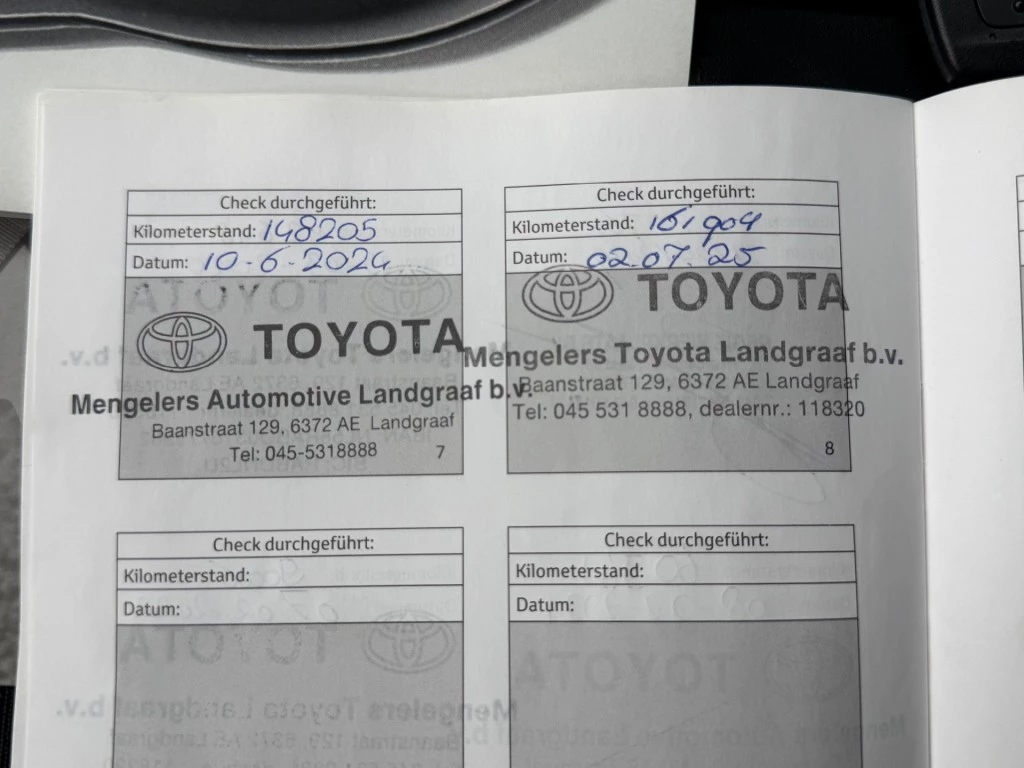 Check durchgeführt:
Kilometerstand: 148205
Datum: 10-6-2024
TOYOTA
Mengelers Automotive Landgraaf b.v.
Baanstraat 129, 6372 AE Landgraaf
Tel: 045-5318888
7
Check durchgeführt:
Kilometerstand: 161904
Datum: 02.07.25
TOYOTA
Mengelers Toyota Landgraaf b.v.
Baanstraat 129, 6372 AE Landgraaf
Tel: 045 531 8888, dealernr.: 118320
8
Check durchgeführt:
Kilometerstand:
Datum:
Check durchgeführt:
Kilometerstand:
Datum: